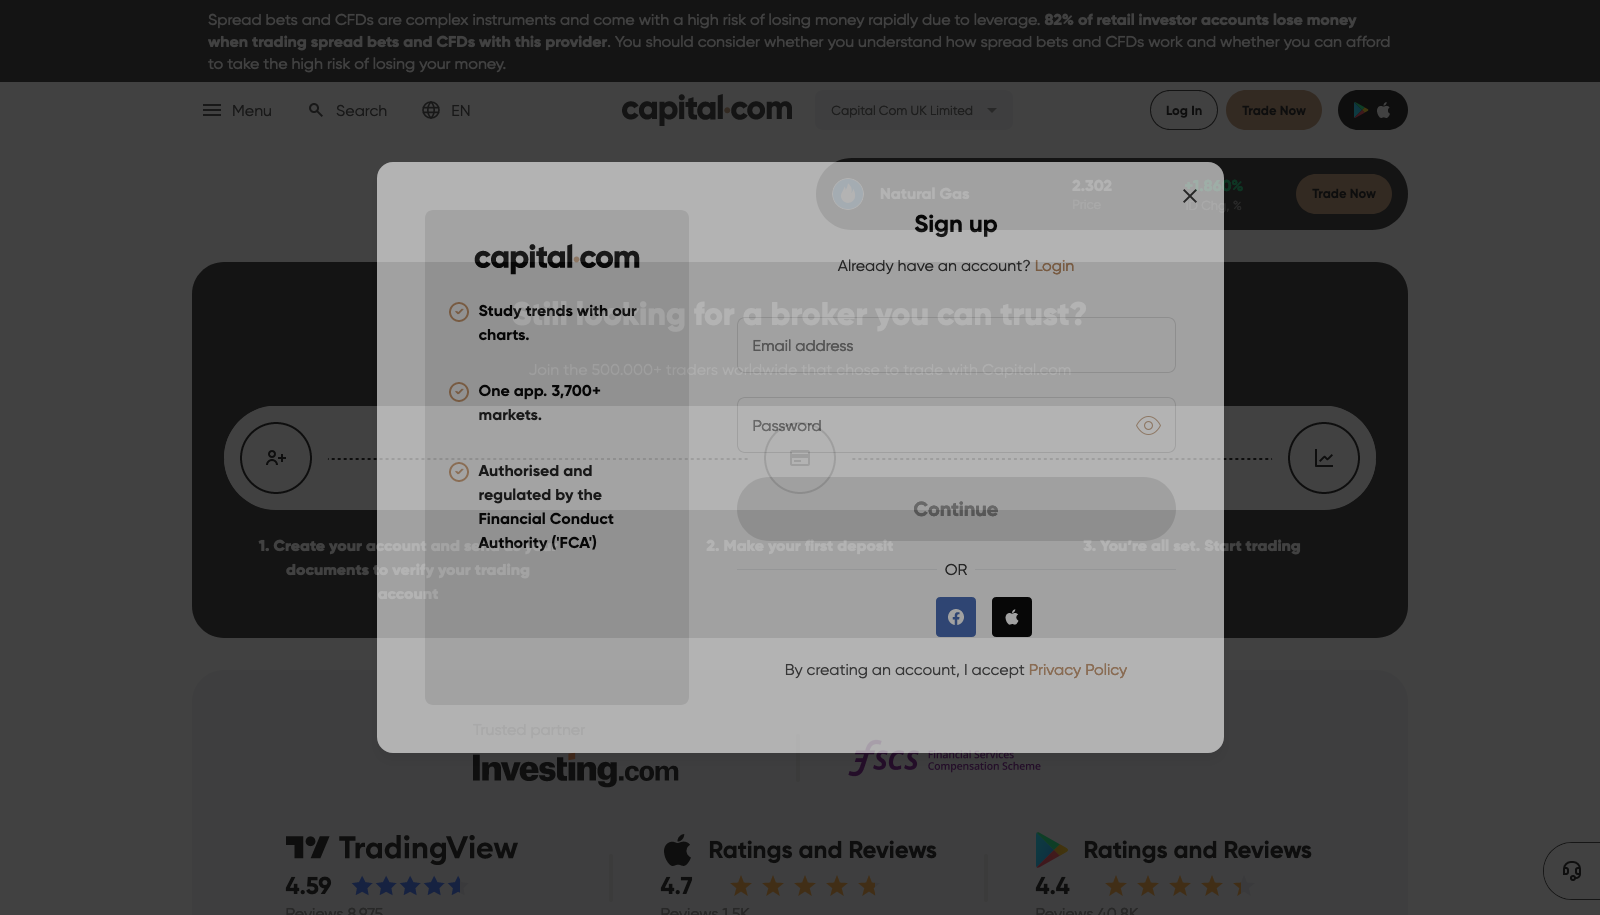 Spread bets and CFDs are complex instruments and come with a high risk of losing money rapidly due to leverage. 82% of retail investor accounts lose money
when trading spread bets and CFDs with this provider. You should consider whether you understand how spread bets and CFDs work and whether you can afford
to take the high risk of losing your money.
Menu
Search
EN
capital.com
Capital Com UK Limited
Log In
Trade Now
Natural Gas
2.302
Price
Chg, %
Trade Now
Sign up
Already have an account? Login
capital.com
Study trends with our
charts.
One app. 3,700+
markets.
Authorised and
regulated by the
Financial Conduct
Authority ('FCA')
Still looking for a broker you can trust?
Join the 500.000+ traders worldwide that chose to trade with Capital.com
Email address
Password
Continue
OR
By creating an account, I accept Privacy Policy
1. Create your account and
documents to verify your trading
account
2. Make your first deposit
3. You're all set. Start trading
Trusted partner
Investing.com
fscs
Financial Services
Compensation Scheme
TradingView
4.59
Reviews 8,975
Ratings and Reviews
4.7
Reviews 1.5K
Ratings and Reviews
4.4
Reviews 40.8K